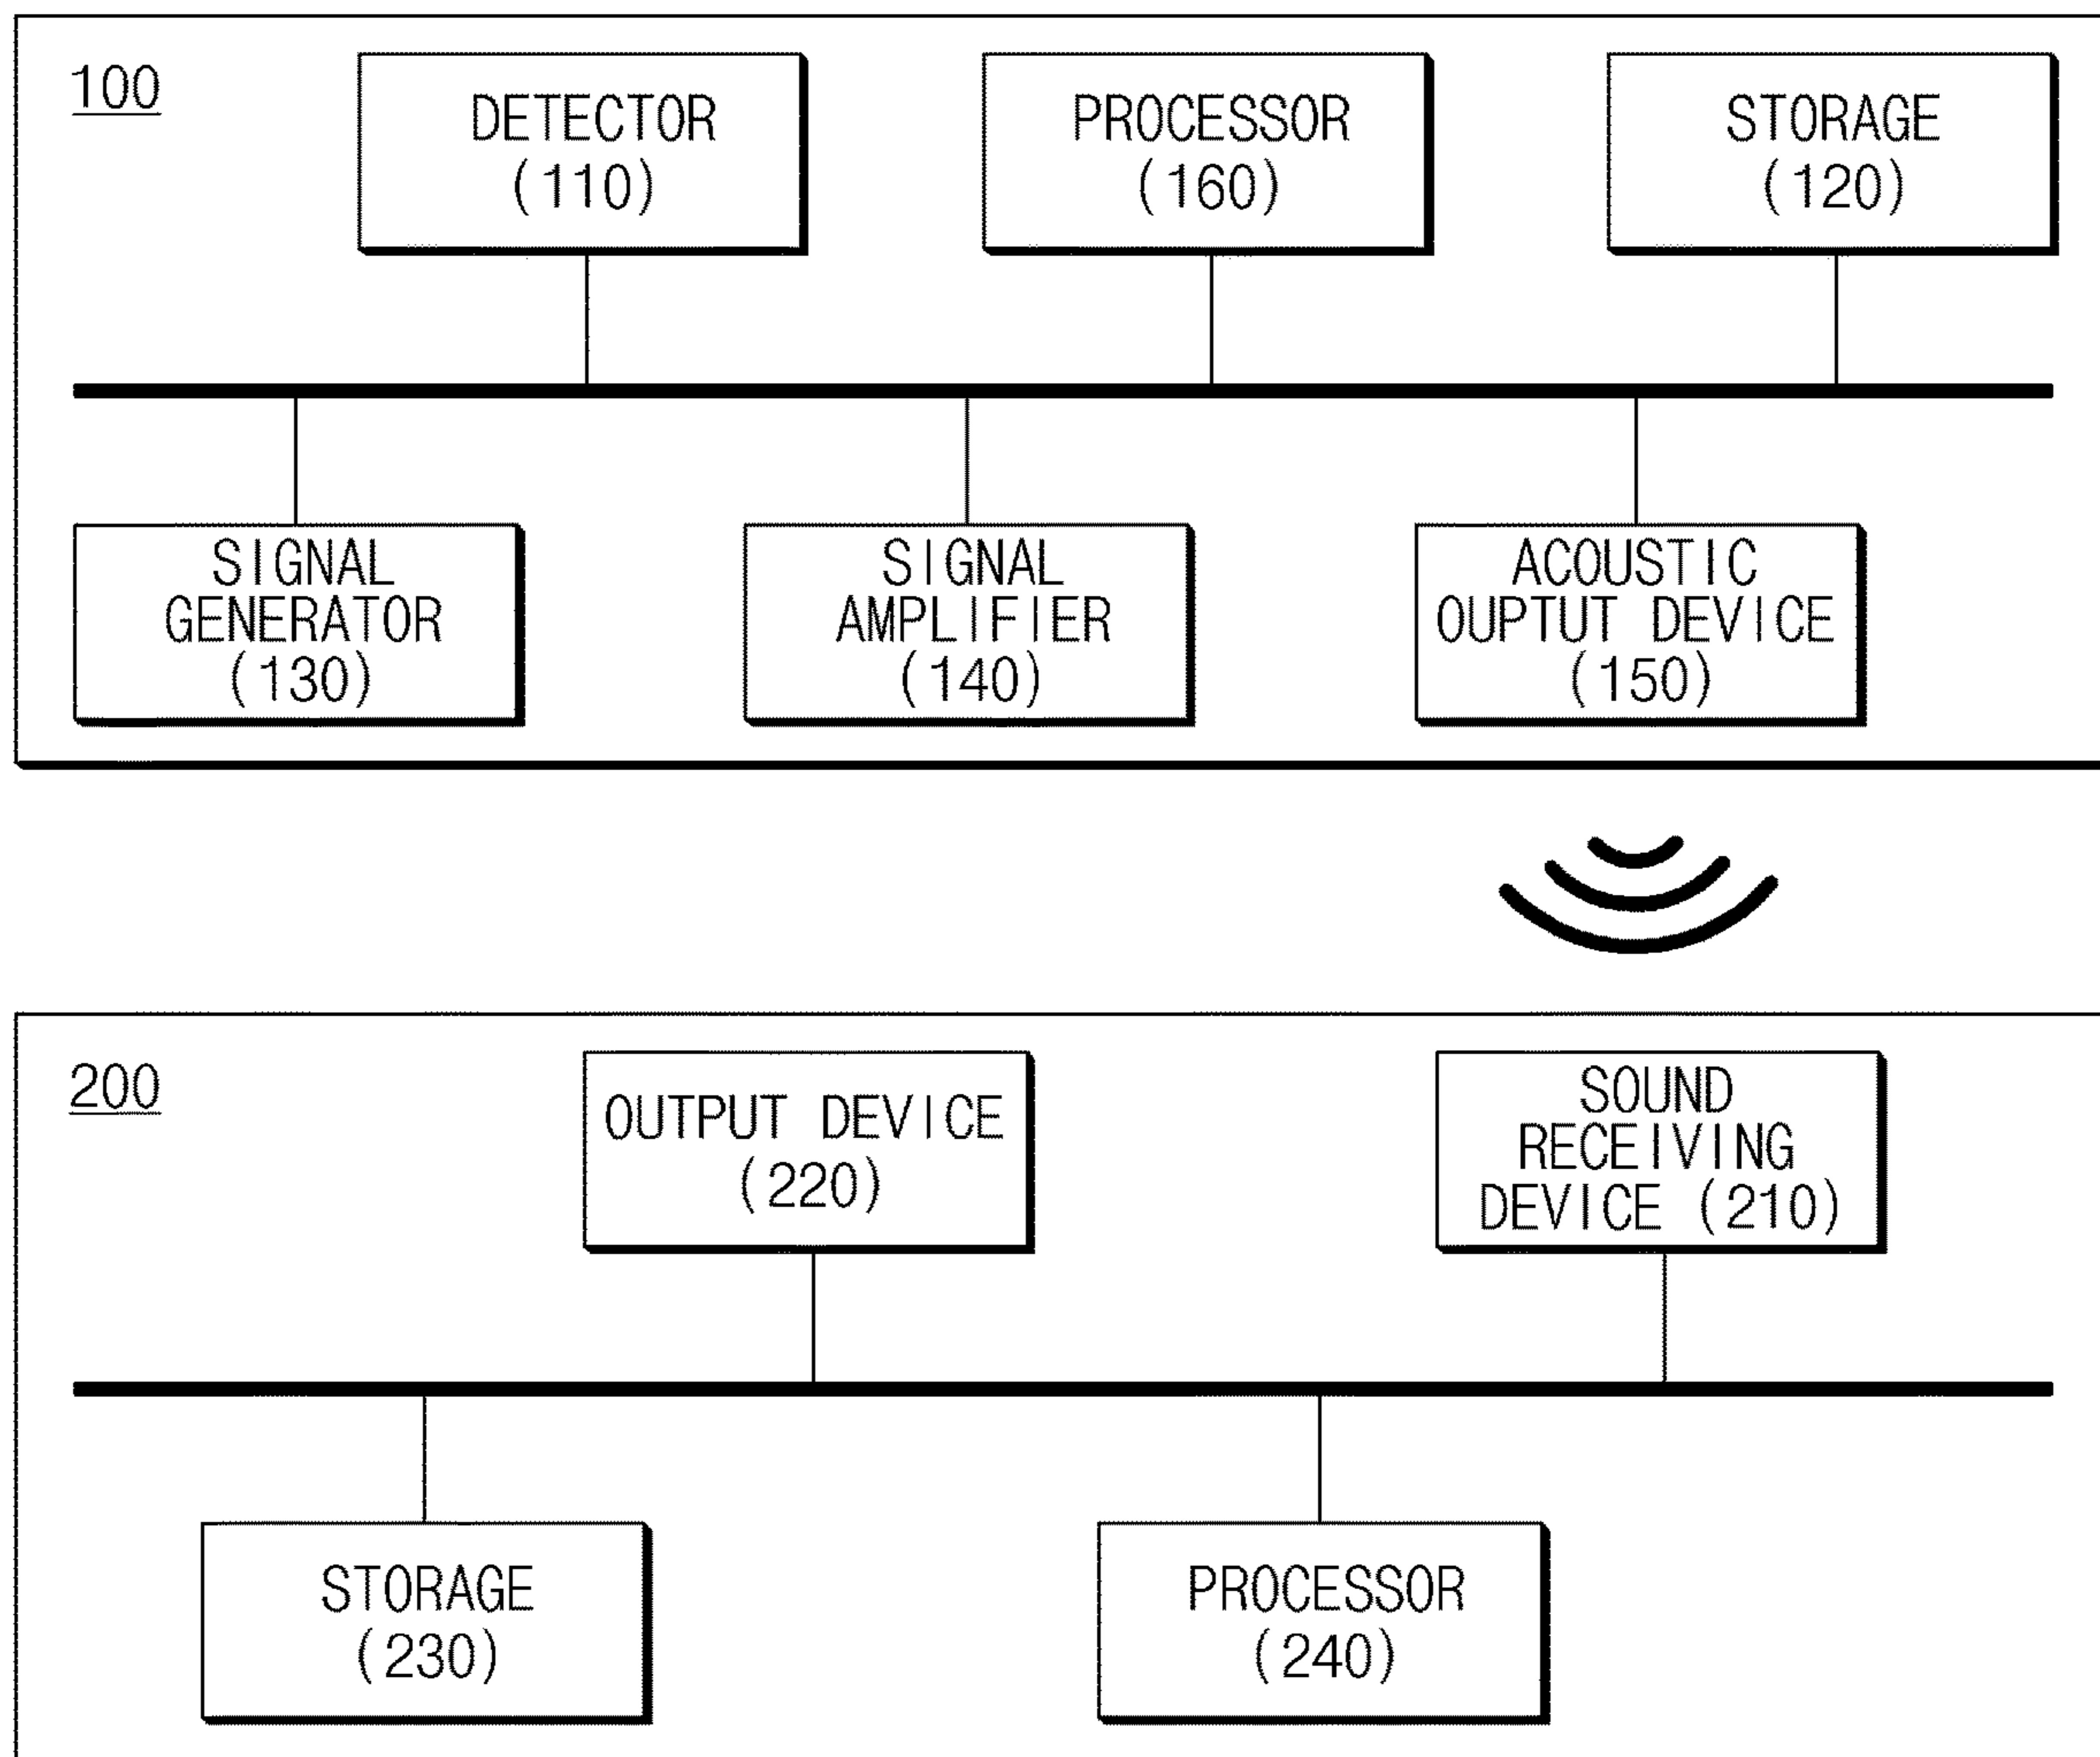 100
DETECTOR
(110)
PROCESSOR
(160)
STORAGE
(120)
SIGNAL
GENERATOR
(130)
SIGNAL
AMPLIFIER
(140)
ACOUSTIC
OUPTUT DEVICE
(150)
200
OUTPUT DEVICE
(220)
SOUND
RECEIVING
DEVICE (210)
STORAGE
(230)
PROCESSOR
(240)